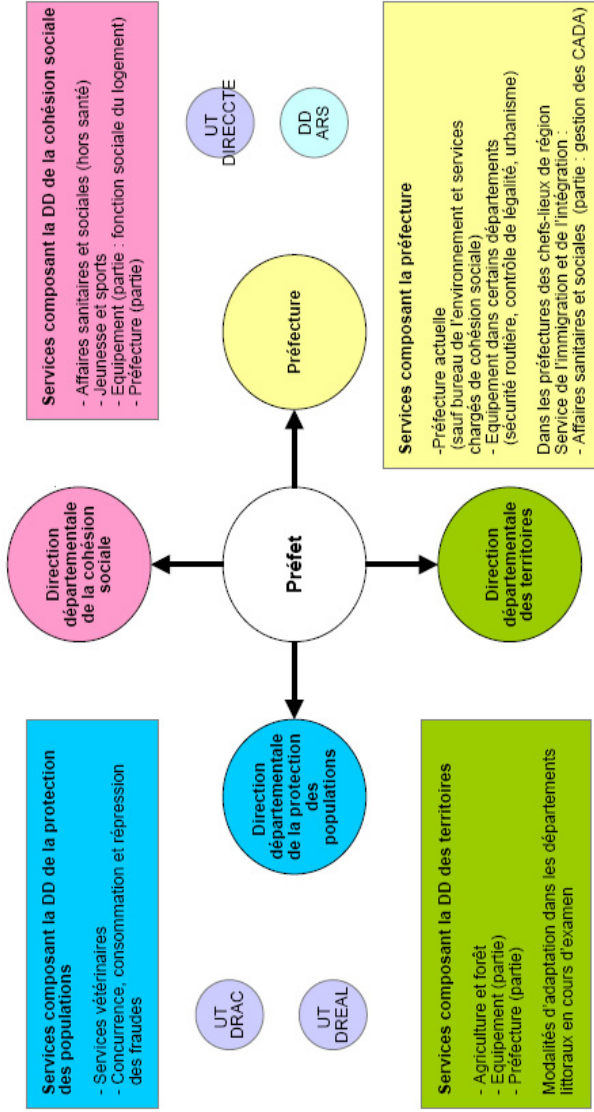 Services composant la DD de la protection
des populations
- Services vétérinaires
- Concurrence, consommation et répression
des fraudes
Direction
départementale
de la cohésion
sociale
Services composant la DD de la cohésion sociale
- Affaires sanitaires et sociales (hors santé)
- Jeunesse et sports
- Equipement (partie : fonction sociale du logement)
- Préfecture (partie)
UT
DRAC
UT
DREAL
Direction
départementale
de la protection
des
populations
Préfet
Préfecture
UT
DIRECCTE
DD
ARS
Services composant la DD des territoires
- Agriculture et forêt
- Equipement (partie)
- Préfecture (partie)
Modalités d'adaptation dans les départements
littoraux en cours d'examen
Direction
départementale
des territoires
Services composant la préfecture
-Préfecture actuelle
(sauf bureau de l'environnement et services
chargés de cohésion sociale)
- Equipement dans certains départements
(sécurité routière, contrôle de légalité, urbanisme)
Dans les préfectures des chefs-lieux de région
Service de l'immigration et de l'intégration :
- Affaires sanitaires et sociales (partie : gestion des CADA)